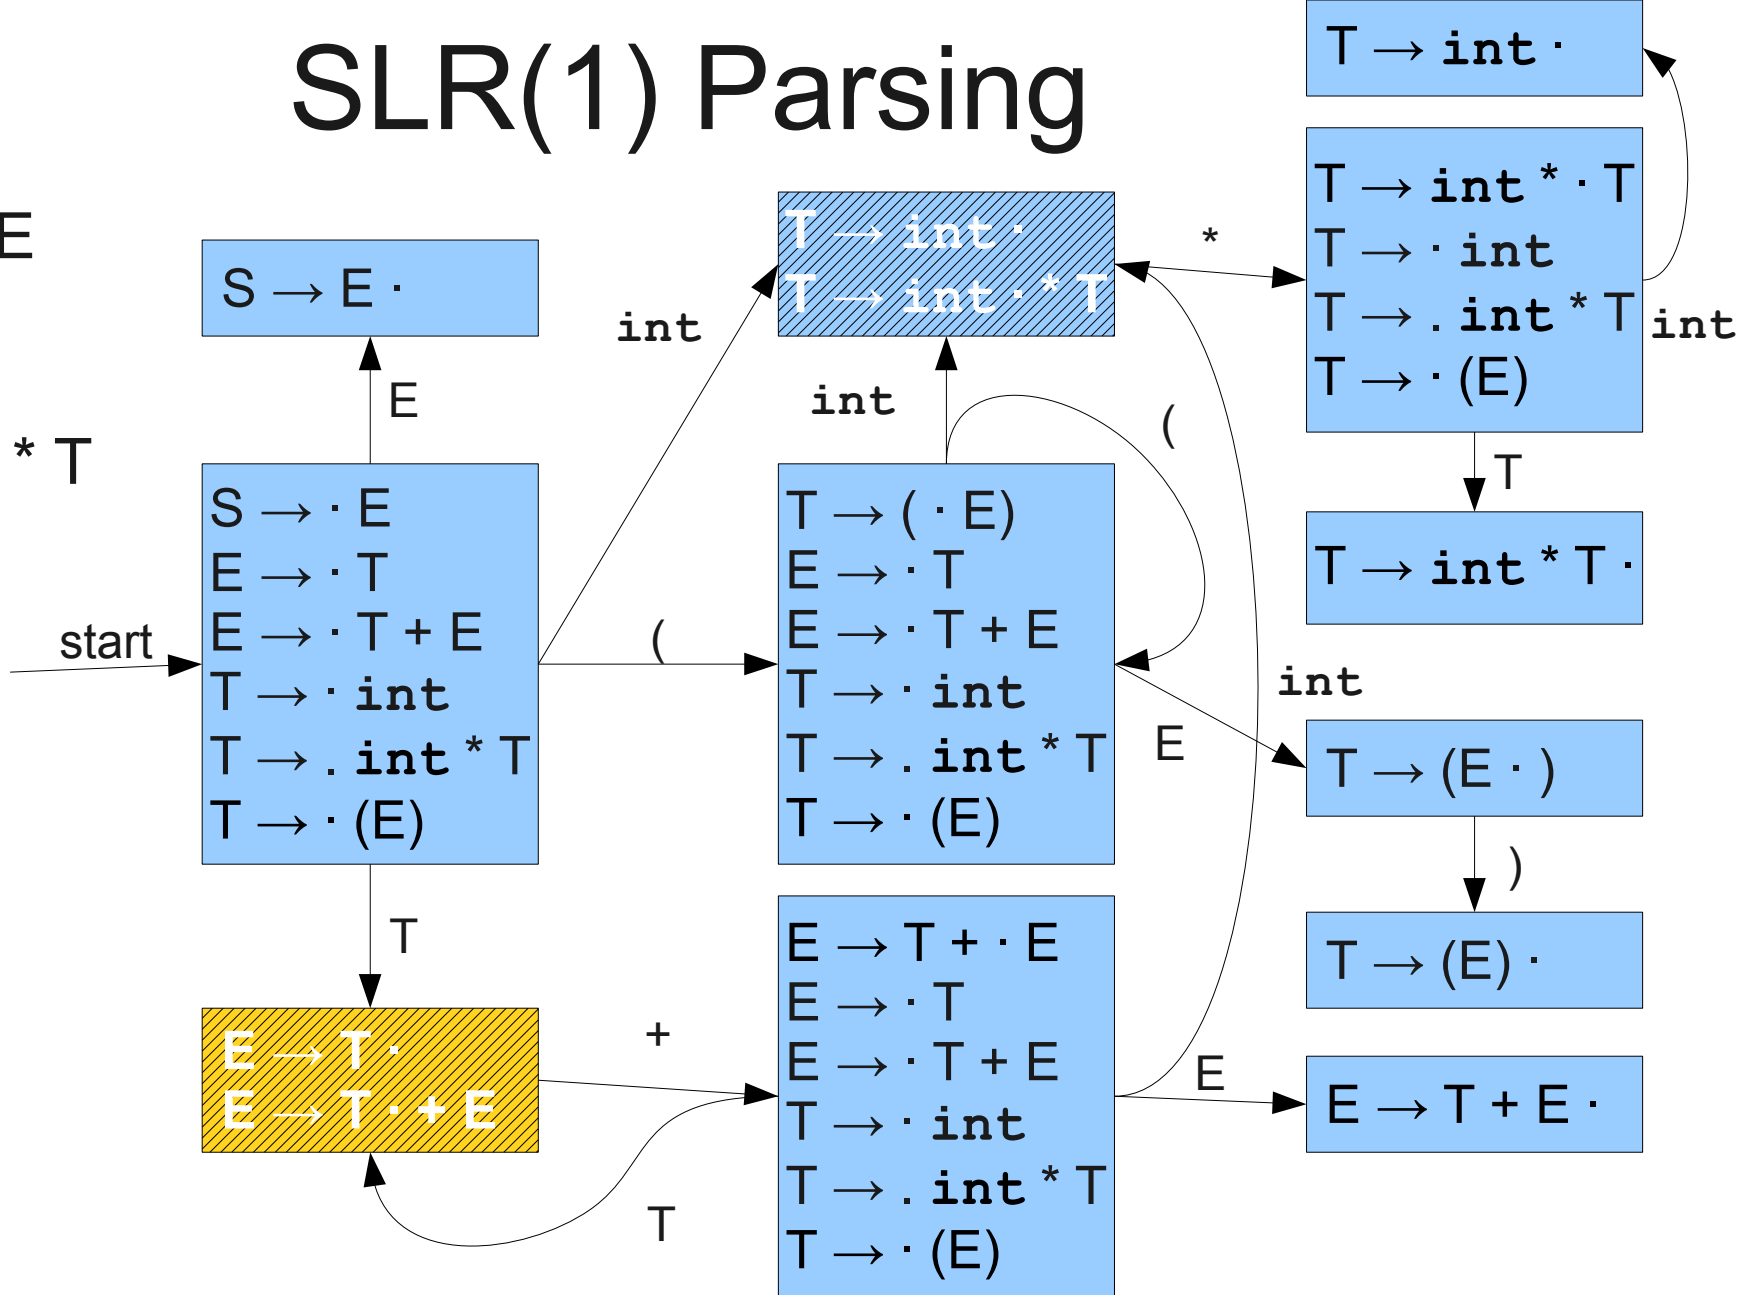 SLR(1) Parsing
E
* T
S → E ·
E
S → · E
E → · T
E → · T + E
T → · int
T → . int * T
T → · (E)
start
T
E → T ·
E → T · + E
+
T
int
(
T → int ·
T → int · * T
int
(
T → ( · E)
E → · T
E → · T + E
T → · int
T → . int * T
T → · (E)
E → T + · E
E → · T
E → · T + E
T → · int
T → . int * T
T → · (E)
*
int
E
E
T → int ·
T → int * · T
T → · int
T → . int * T
T → · (E)
int
T
T → int * T ·
T → (E · )
)
T → (E) ·
E → T + E ·